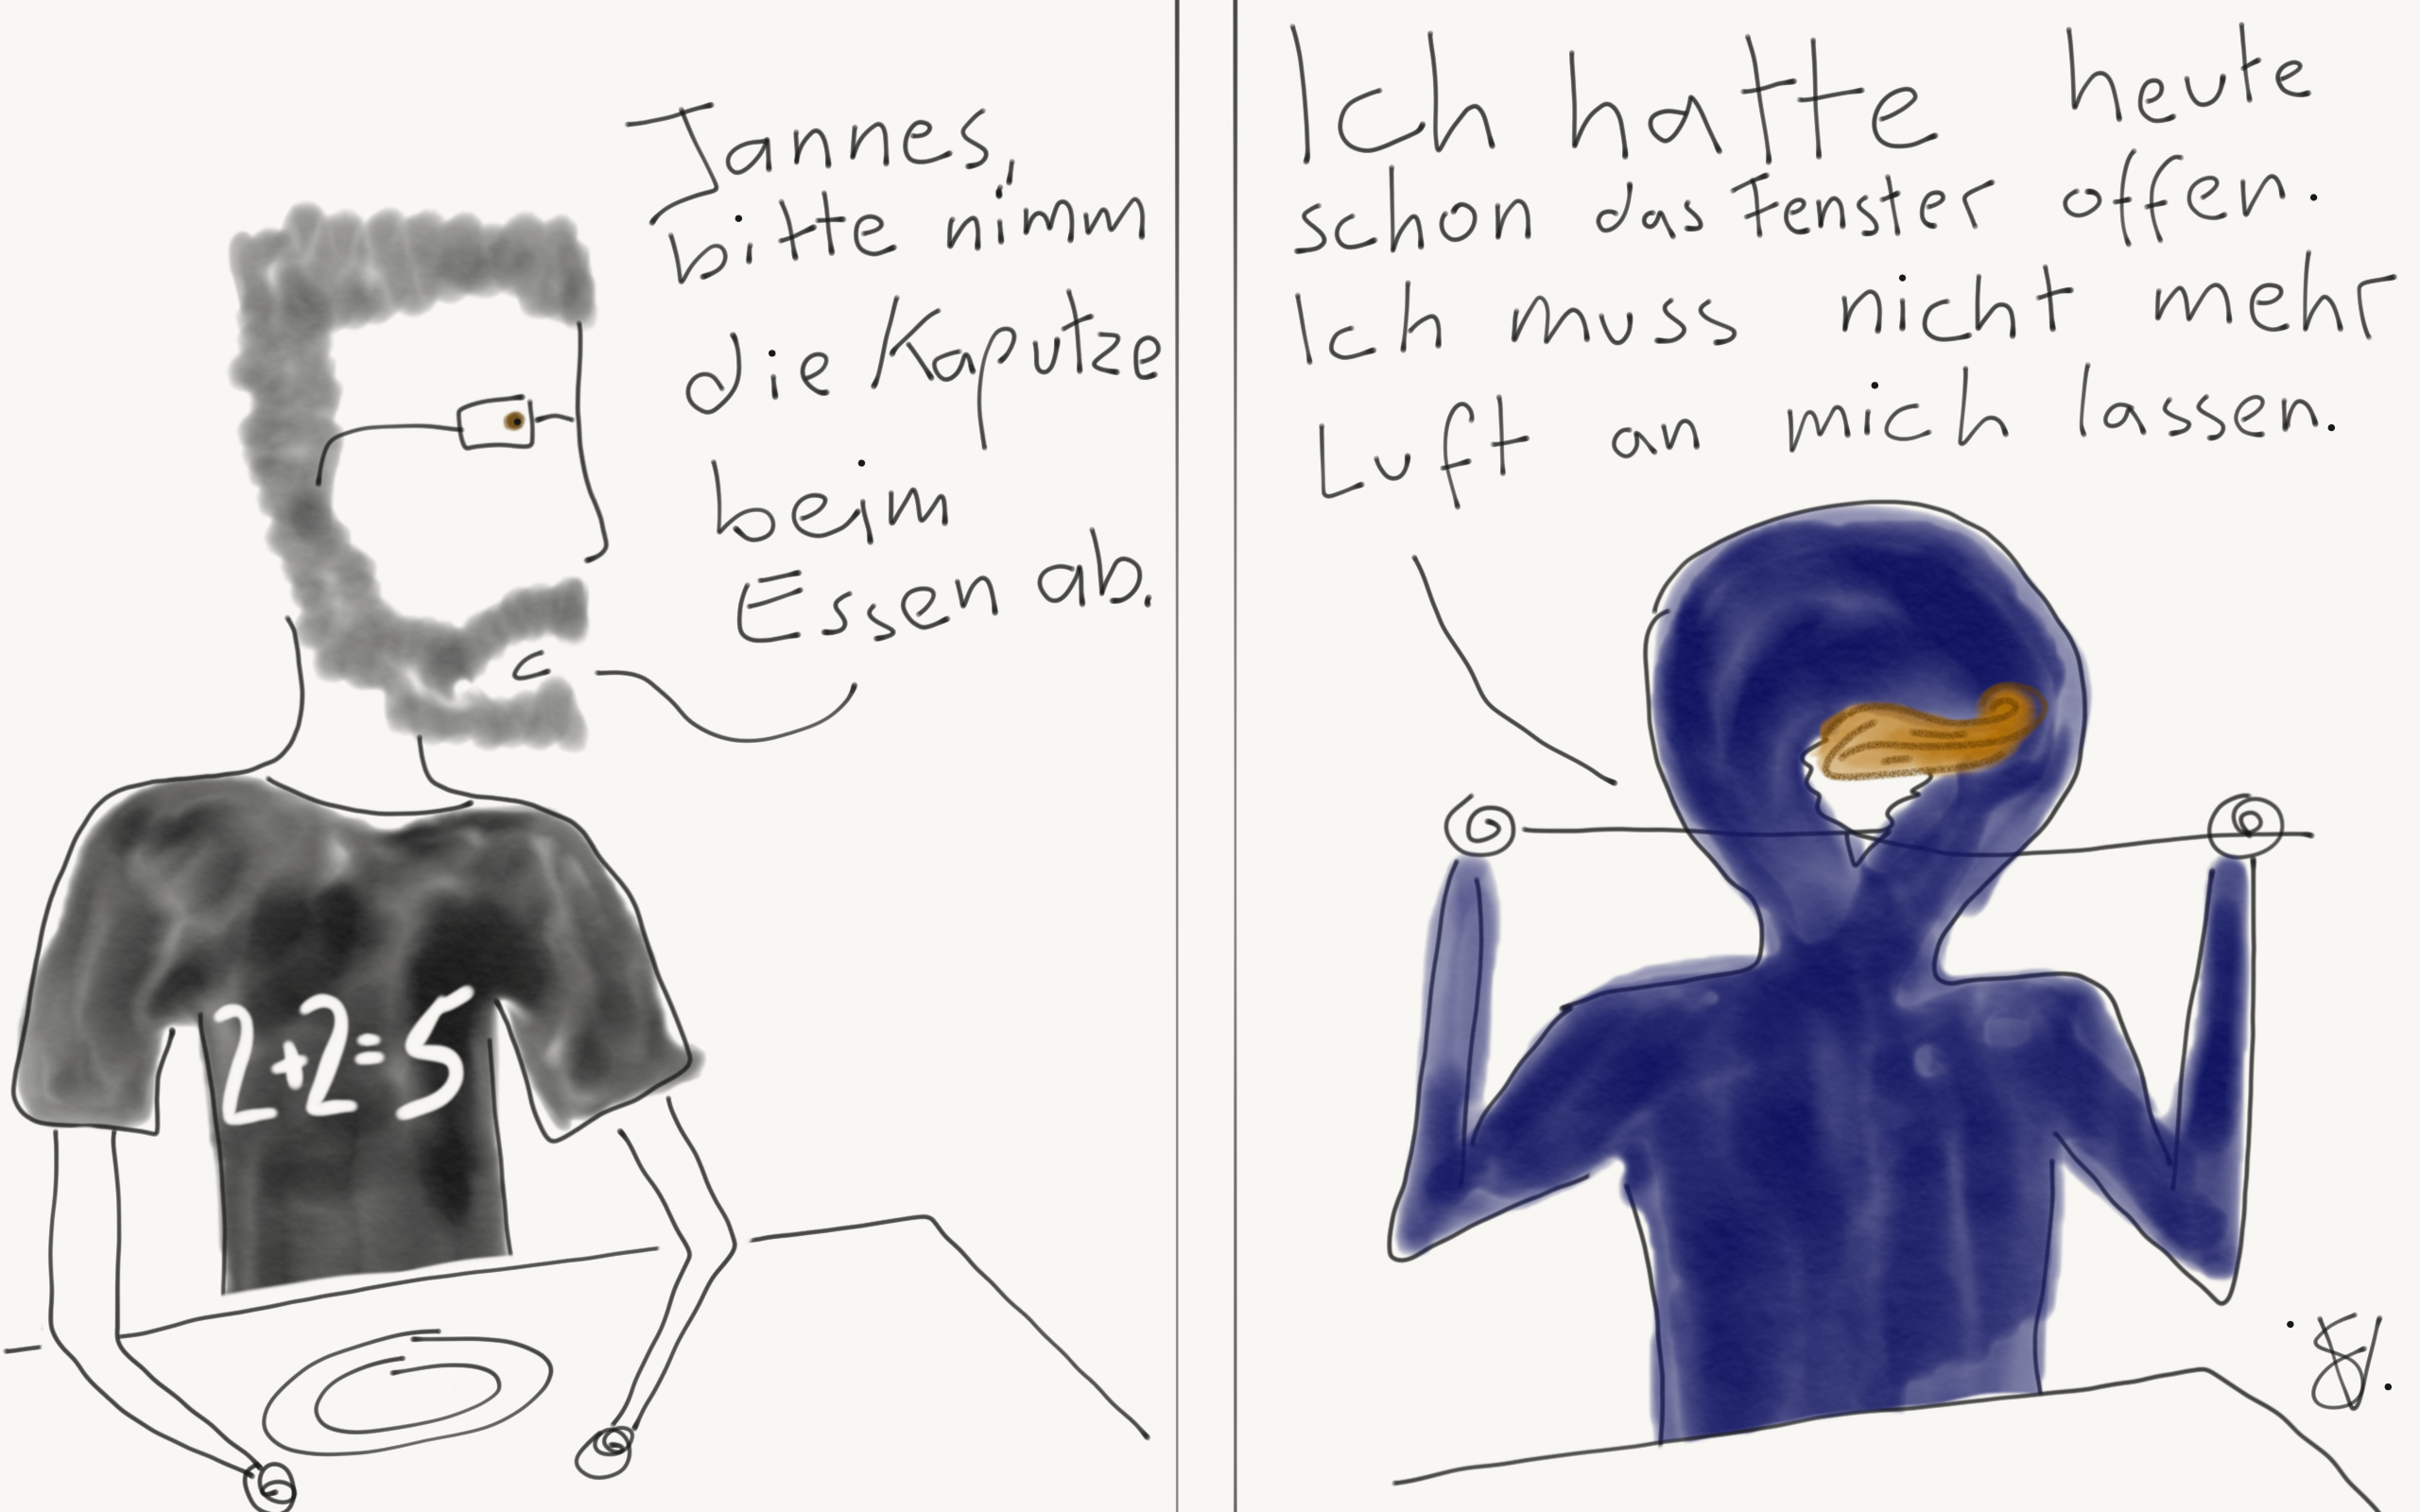 Jannes,
bitte nimm
die Kaputze
beim
Essen ab.
2+2=5
Ich hatte heute
schon das Fenster offen.
Ich muss nicht mehr
Luft an mich lassen.